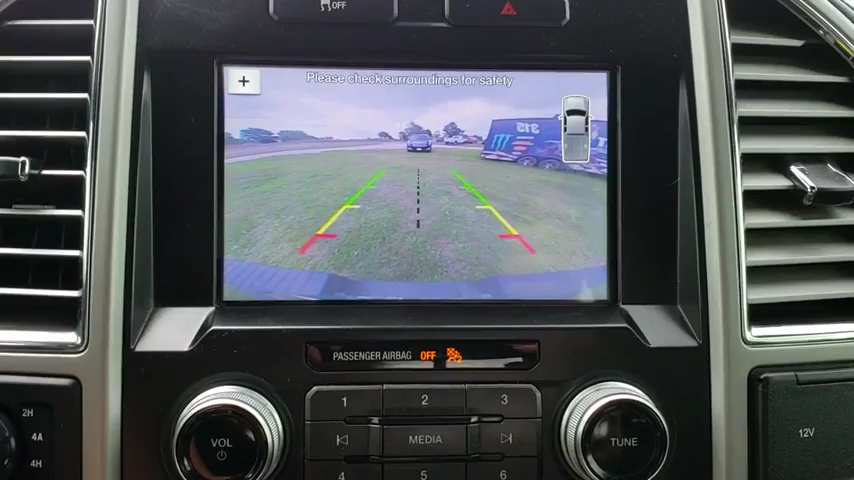 OFF
+
Please check surroundings for safety
315
PASSENGER AIRBAG OFF
1 2 3
VOL MEDIA TUNE
4 5 6
2H
4A
4H
12V